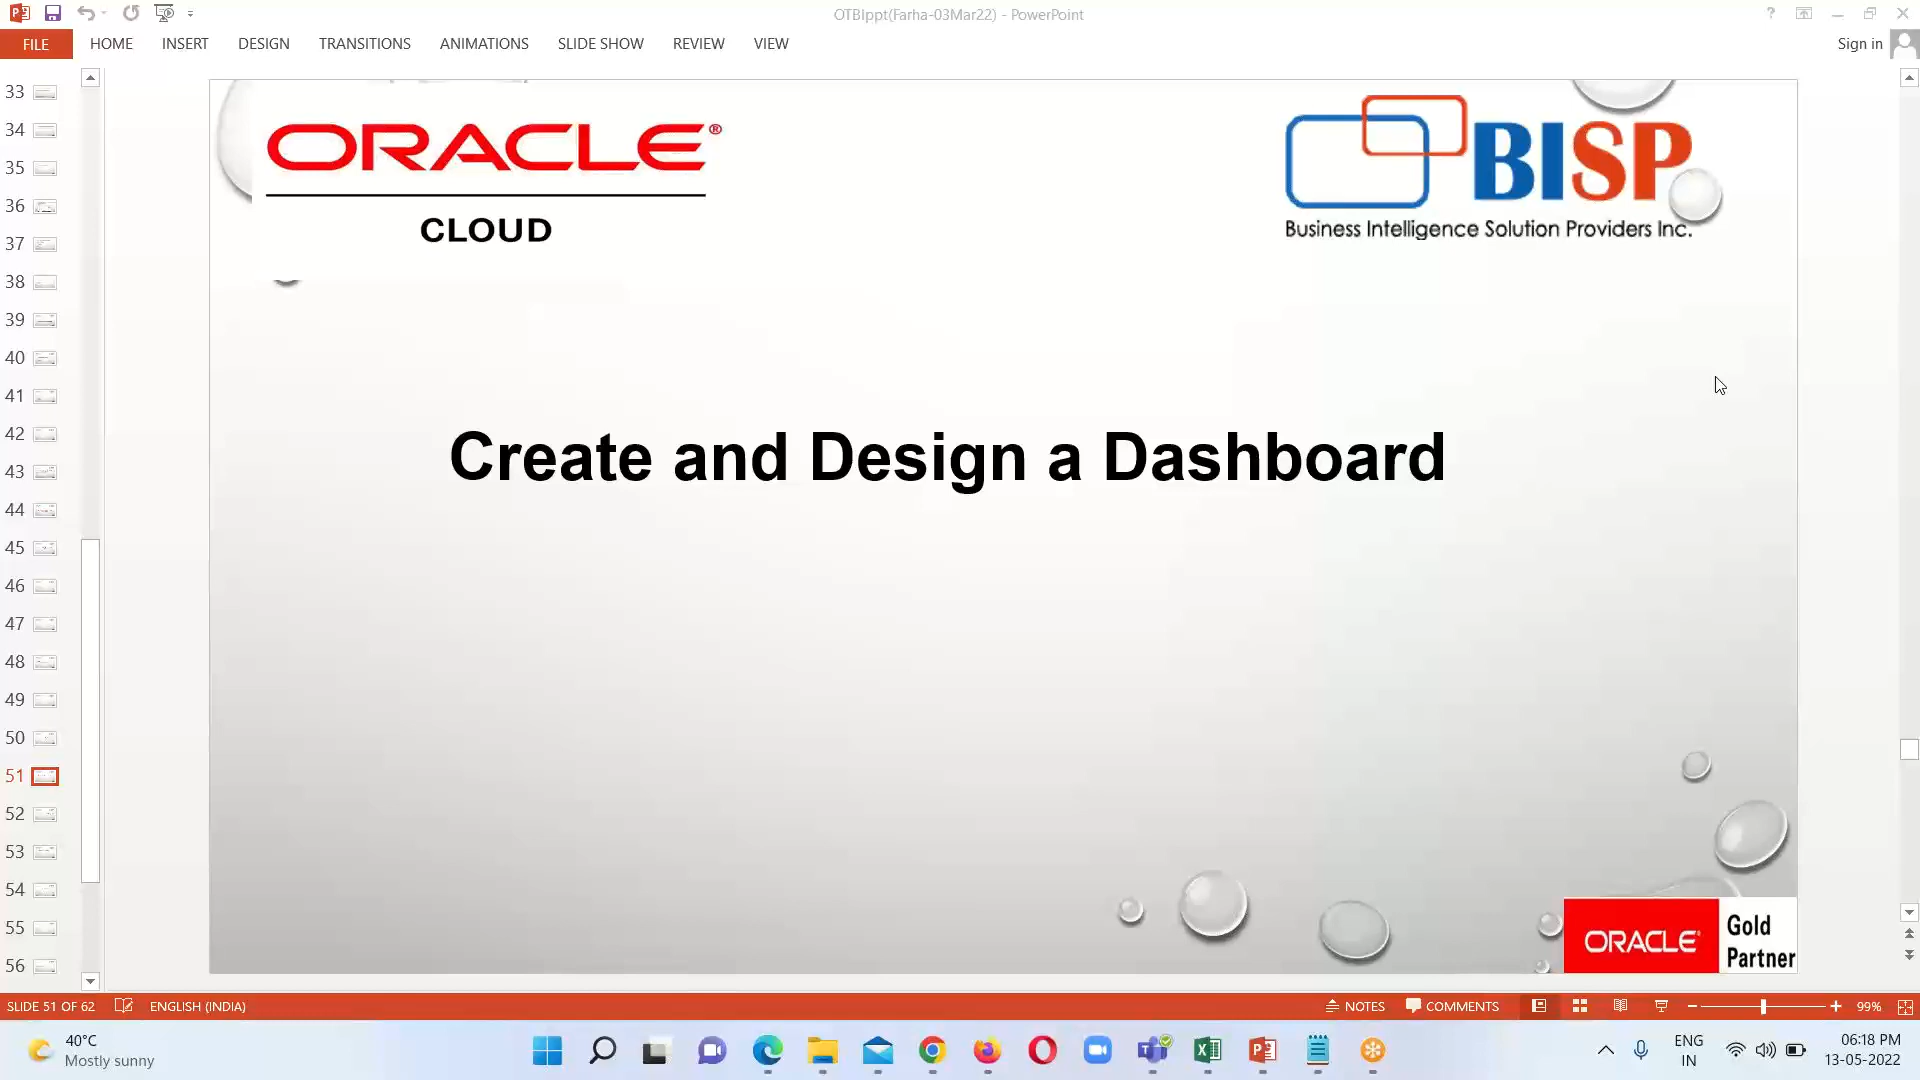 OTBIppt(Farha-03Mar22) - PowerPoint
?
FILE HOME INSERT DESIGN TRANSITIONS ANIMATIONS SLIDE SHOW REVIEW VIEW
Sign in
33
34
35
36
37
38
39
40
41
42
43
44
45
46
47
48
49
50
51
52
53
54
55
56
ORACLE®
CLOUD
BISP
Business Intelligence Solution Providers Inc.
Create and Design a Dashboard
ORACLE®
Gold
Partner
SLIDE 51 OF 62 ENGLISH (INDIA)
NOTES COMMENTS 99%
40°C
Mostly sunny
ENG
IN
06:18 PM
13-05-2022